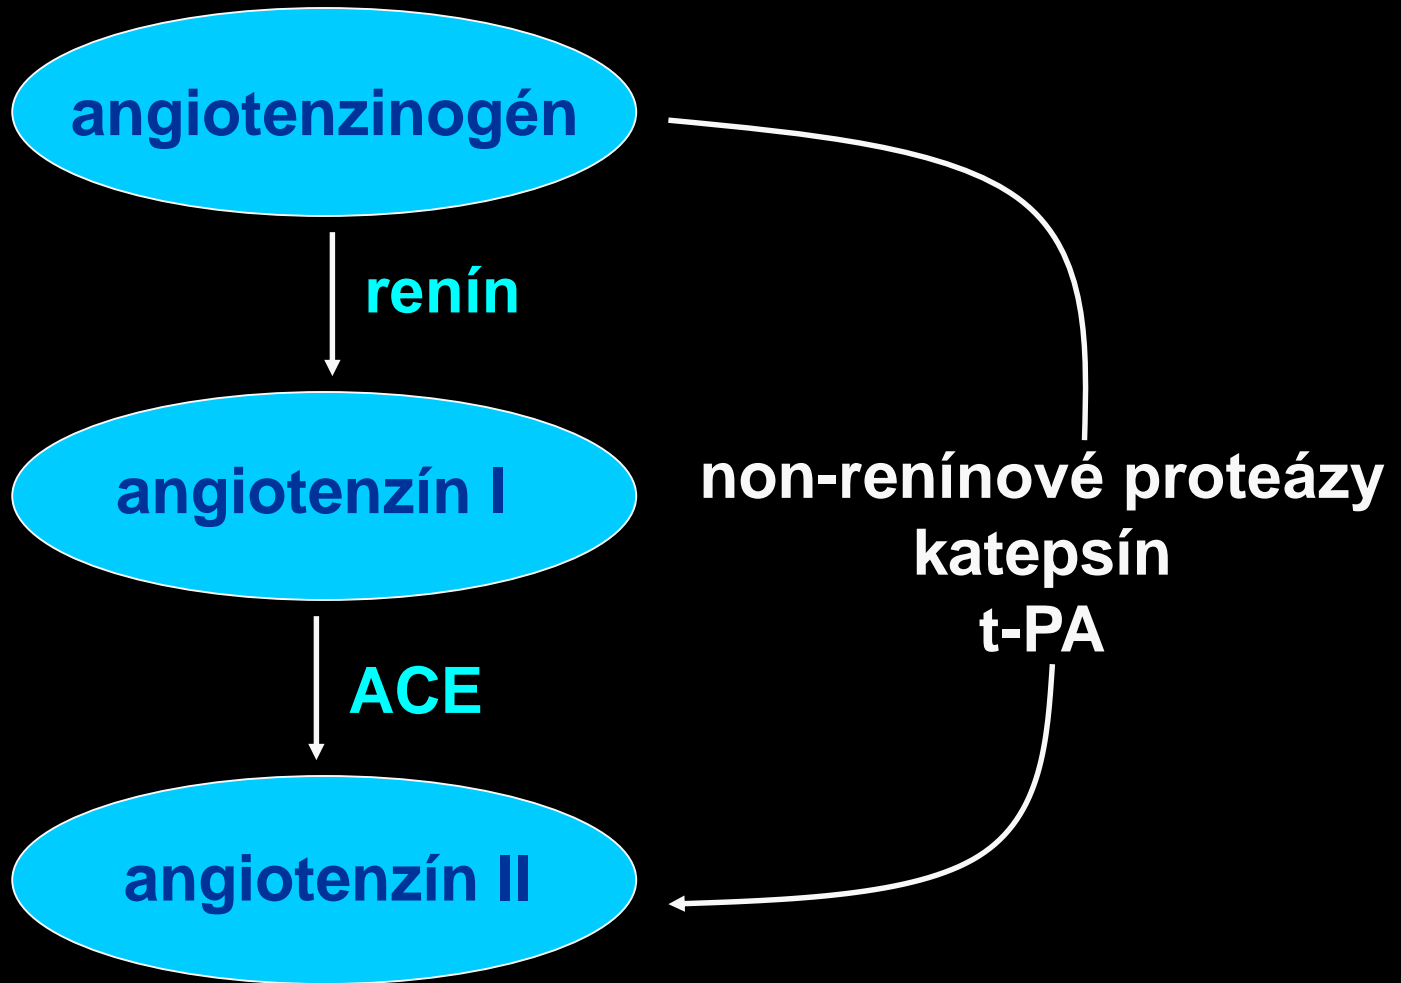 angiotenzinogén
renín
angiotenzín I
non-renínové proteázy
katepsín
t-PA
ACE
angiotenzín II